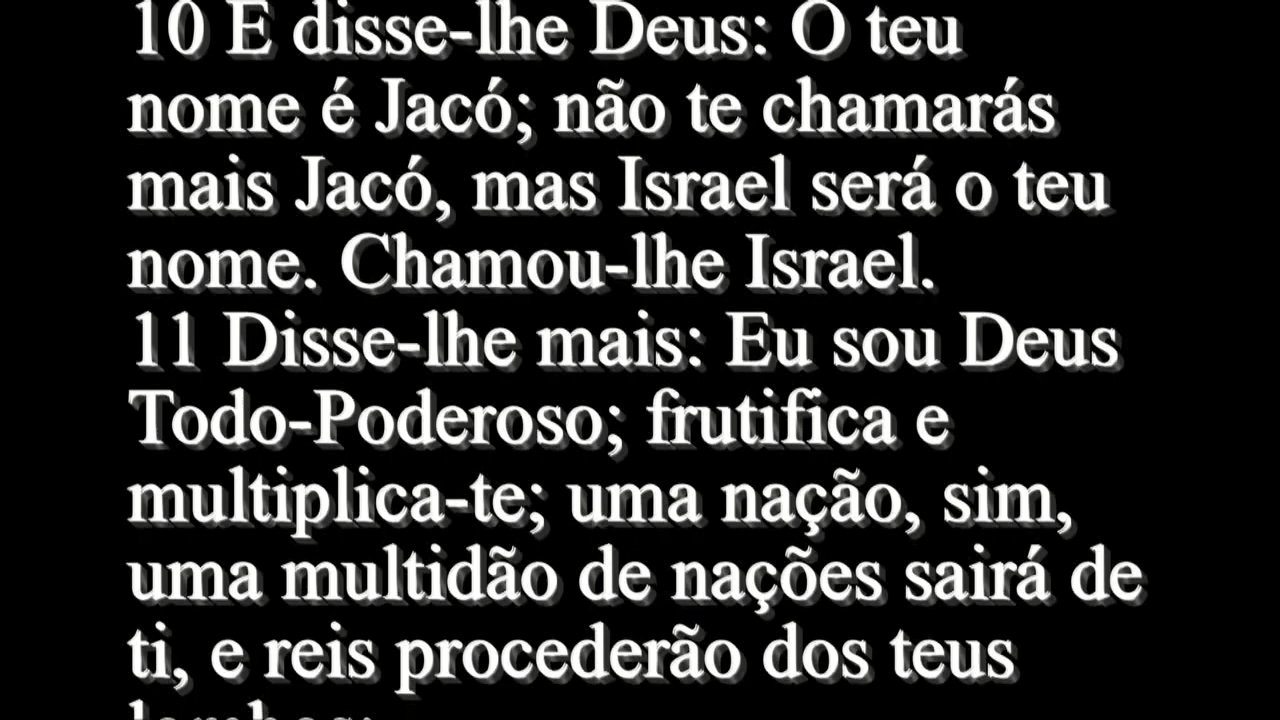 10 E disse-lhe Deus: O teu
nome é Jacó; não te chamarás
mais Jacó, mas Israel será o teu
nome. Chamou-lhe Israel.
11 Disse-lhe mais: Eu sou Deus
Todo-Poderoso; frutifica e
multiplica-te; uma nação, sim,
uma multidão de nações sairá de
ti, e reis procederão dos teus
lombos;